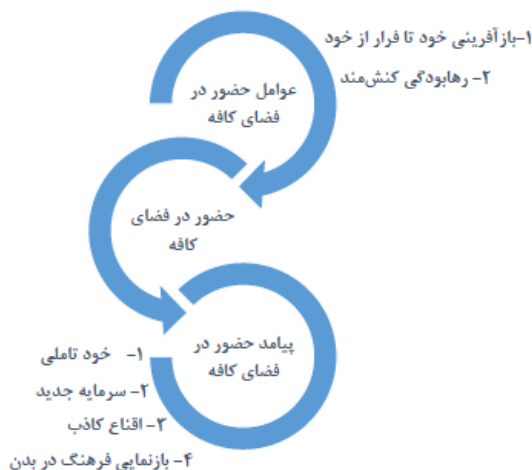 ۱-بازآفرینی خود تا فرار از خود
۲- رهابودگی کنش‌مند
عوامل حضور در
فضای کافه
حضور در فضای
کافه
پیامد حضور در
فضای کافه
۱- خود تاملی
۲- سرمایه جدید
۳- اقناع کاذب
۴- بازنمایی فرهنگ در بدن